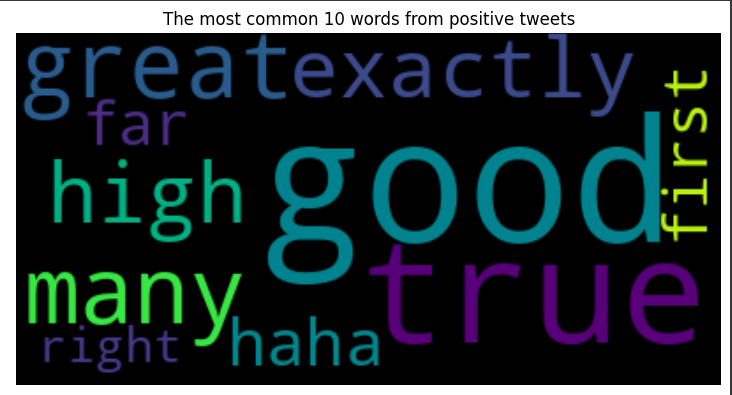 The most common 10 words from positive tweets
great
exactly
first
far
high
good
many
true
right
haha